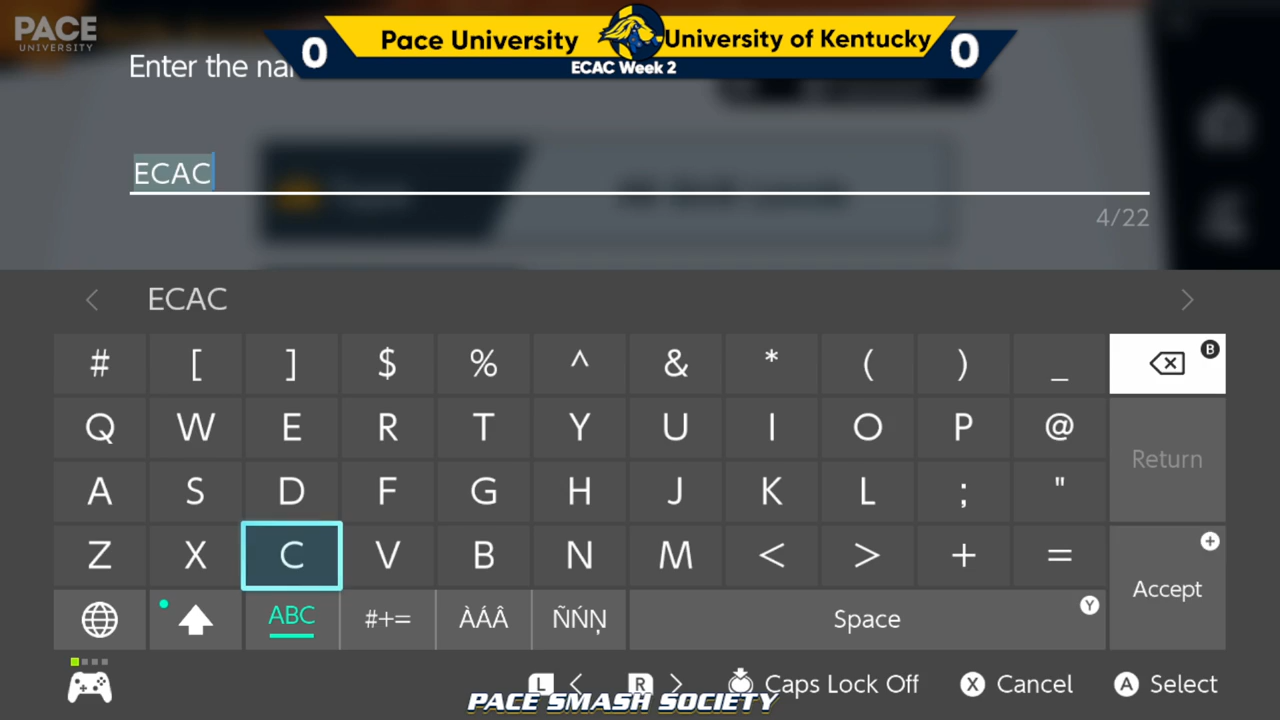 PACE
UNIVERSITY
0 Pace University University of Kentucky 0
ECAC Week 2
Enter the nar
ECAC
4/22
< ECAC >
# [ ] $ % ^ & * ( ) _ B
Q W E R T Y U I O P @ Return
A S D F G H J K L ; "
Z X C V B N M < > + = + Accept
ABC #+= ÀÁÂ ÑŃŅ Space Y
L < R > Caps Lock Off X Cancel A Select
PACE SMASH SOCIETY